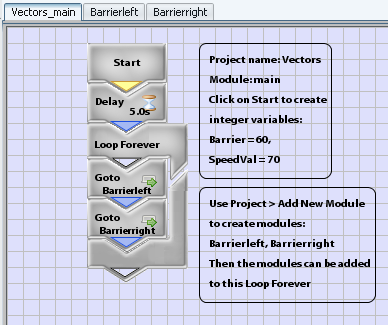 Vectors_main Barrierleft Barrierright
Start
Delay
5.0s
Loop Forever
Goto
Barrierleft
Goto
Barrierright
Project name: Vectors
Module: main
Click on Start to create
integer variables:
Barrier = 60,
SpeedVal = 70
Use Project > Add New Module
to create modules:
Barrierleft, Barrierright
Then the modules can be added
to this Loop Forever